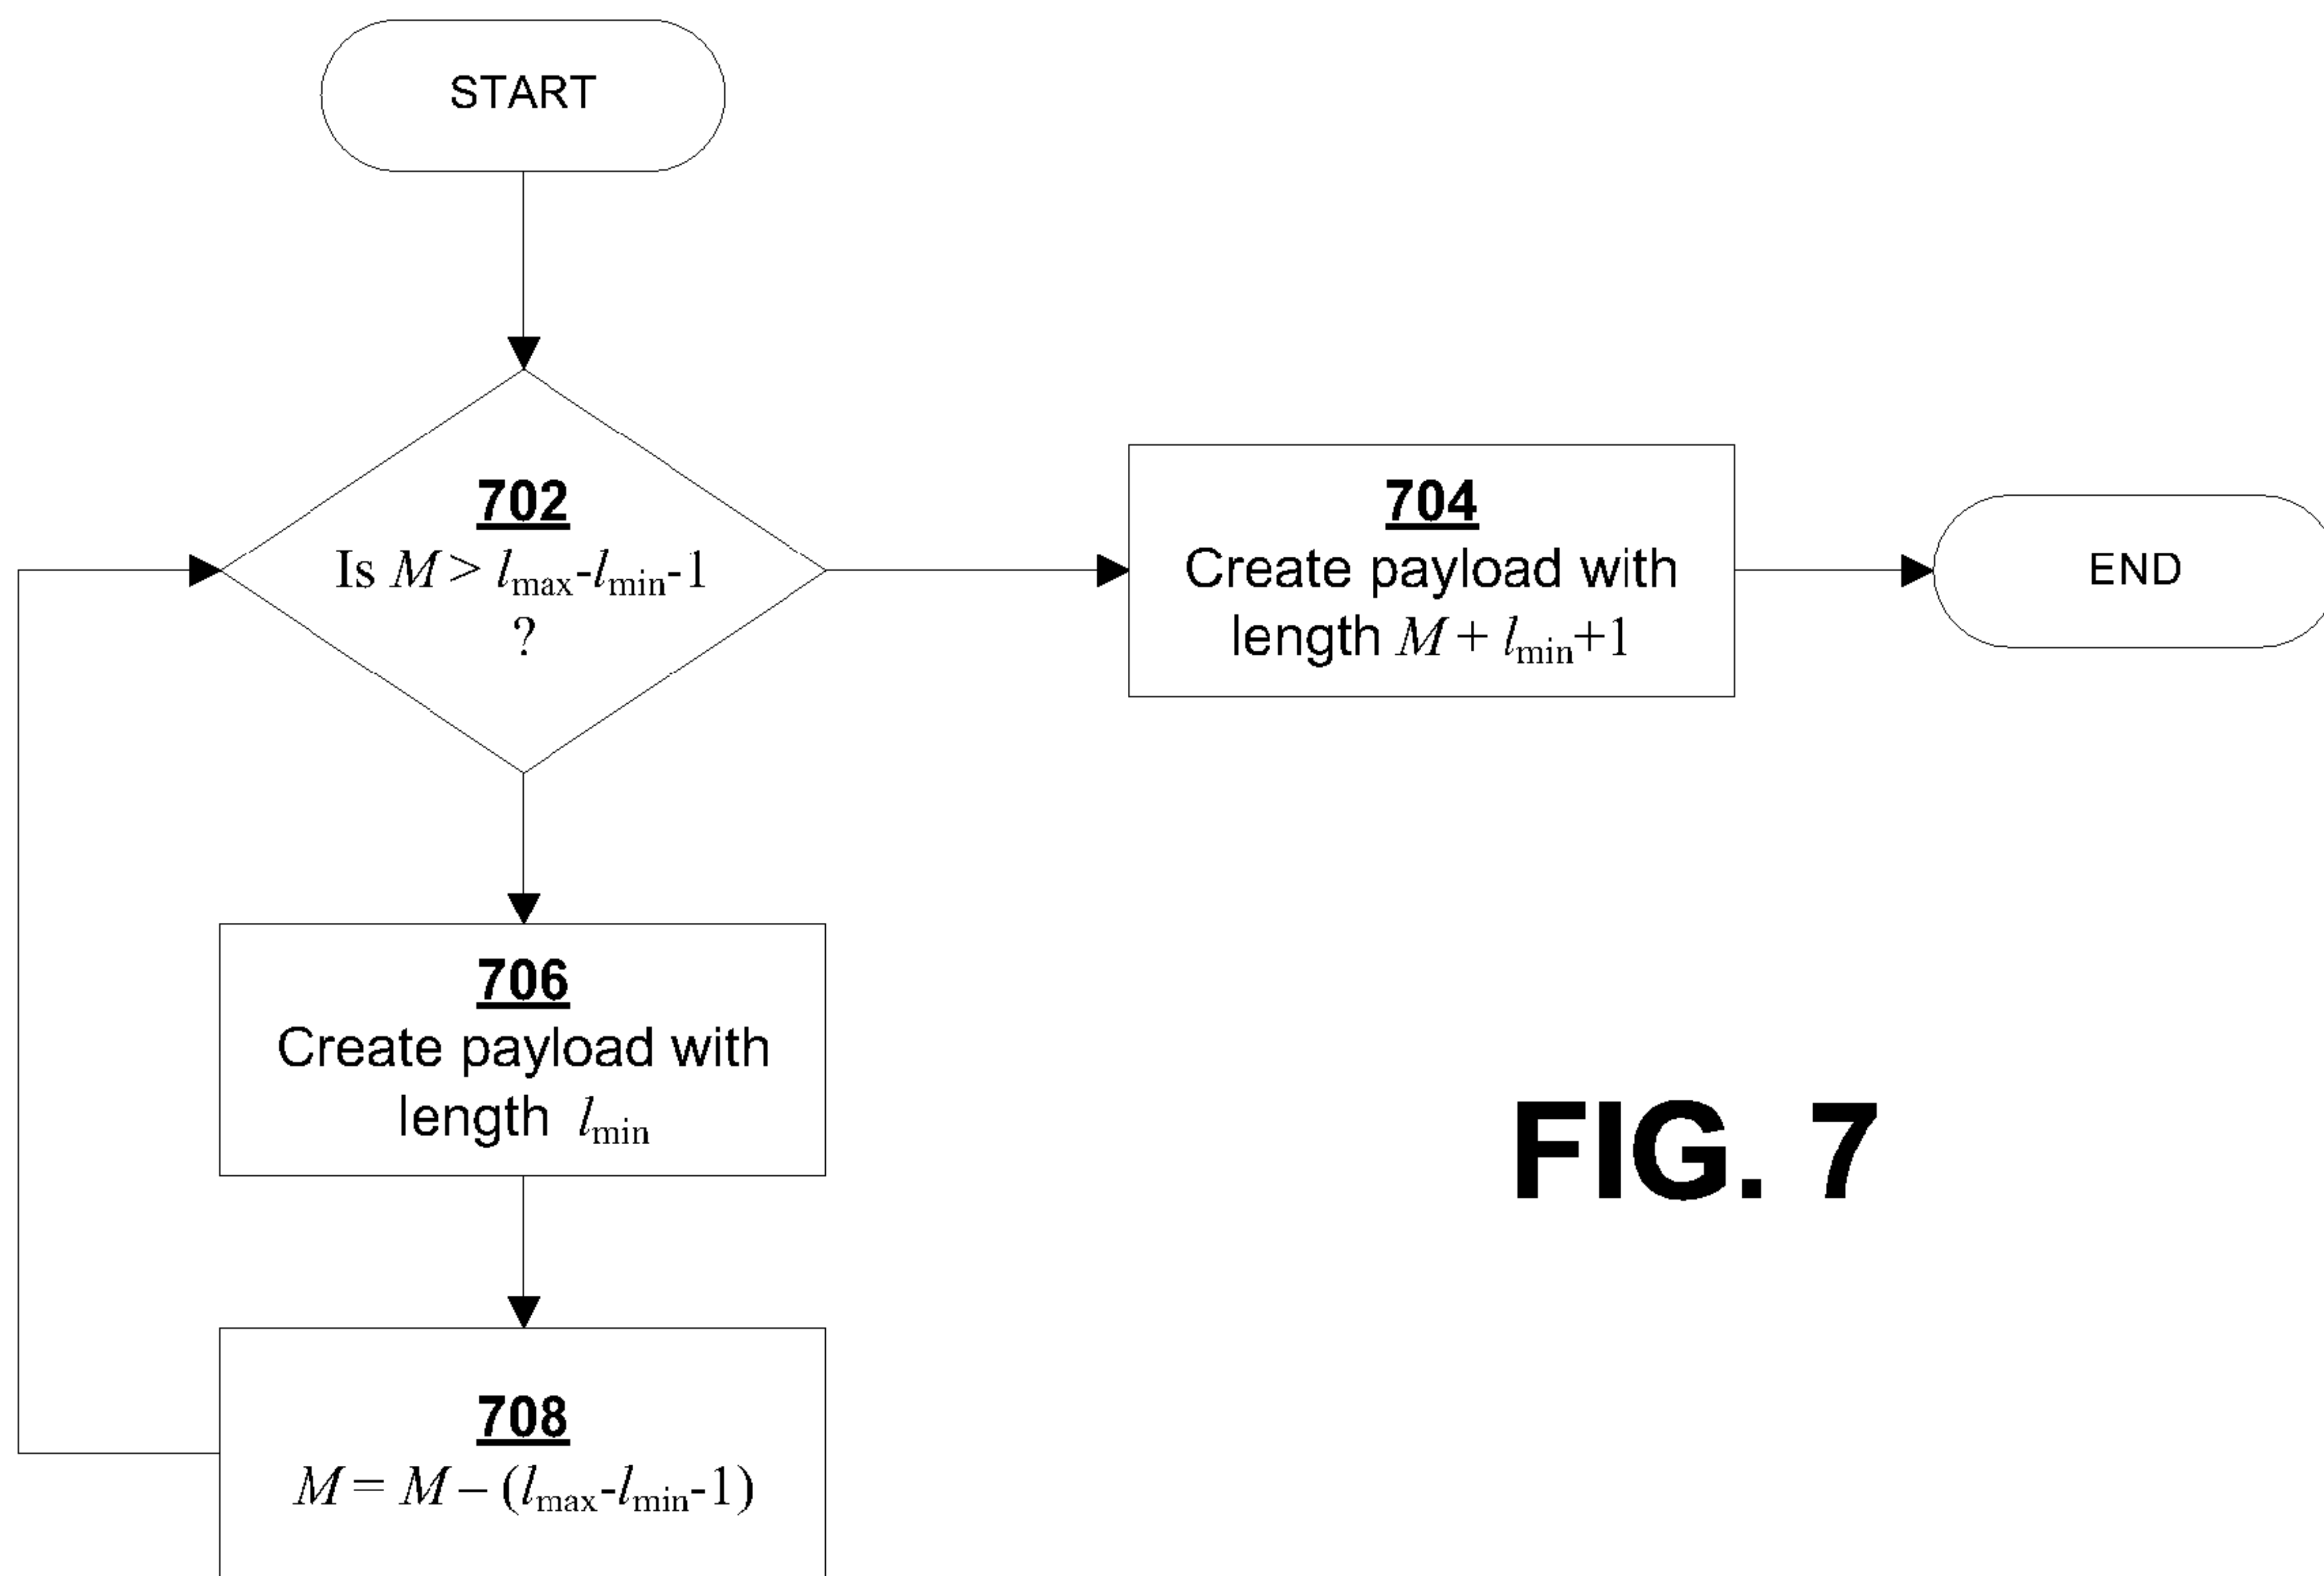 START
702
Is M > lmax-lmin-1
?
704
Create payload with
length M + lmin+1
END
706
Create payload with
length lmin
708
M = M – (lmax-lmin-1)
FIG. 7